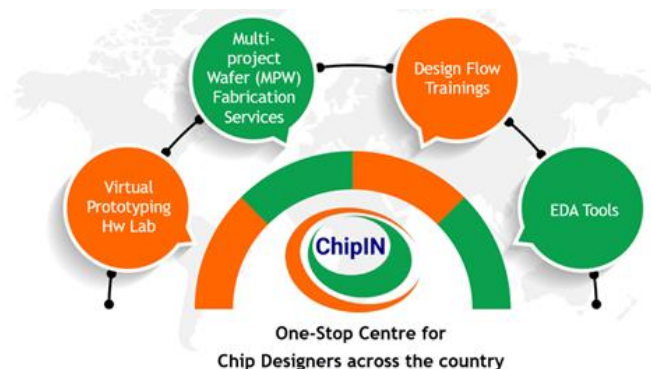 Multi-
project
Wafer (MPW)
Fabrication
Services
Design Flow
Trainings
Virtual
Prototyping
Hw Lab
EDA Tools
ChipIN
One-Stop Centre for
Chip Designers across the country